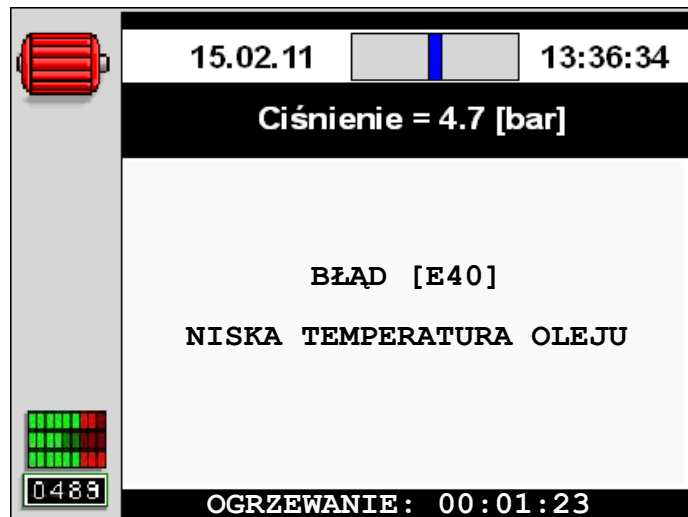 15.02.11 13:36:34
Ciśnienie = 4.7 [bar]
BŁĄD [E40]
NISKA TEMPERATURA OLEJU
0489
OGRZEWANIE: 00:01:23